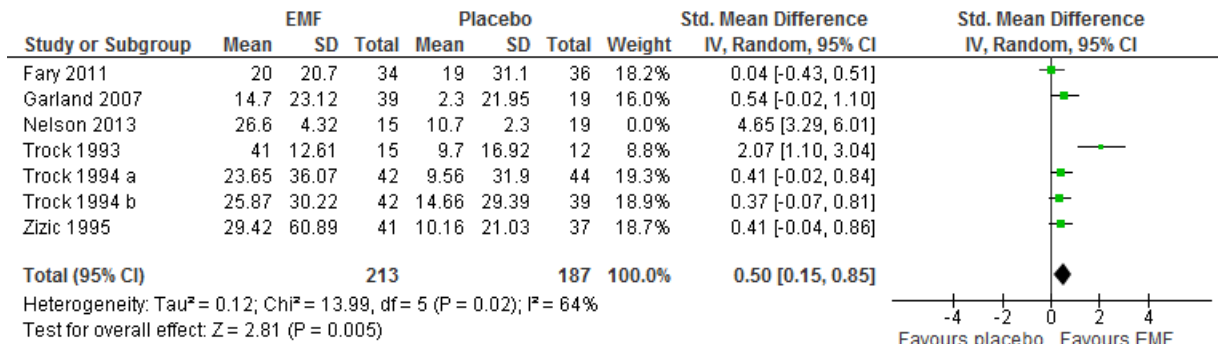 EMF Placebo Std. Mean Difference Std. Mean Difference
Study or Subgroup Mean SD Total Mean SD Total Weight IV, Random, 95% CI IV, Random, 95% CI
Fary 2011 20 20.7 34 19 31.1 36 18.2% 0.04 [-0.43, 0.51]
Garland 2007 14.7 23.12 39 2.3 21.95 19 16.0% 0.54 [-0.02, 1.10]
Nelson 2013 26.6 4.32 15 10.7 2.3 19 0.0% 4.65 [3.29, 6.01]
Trock 1993 41 12.61 15 9.7 16.92 12 8.8% 2.07 [1.10, 3.04]
Trock 1994 a 23.65 36.07 42 9.56 31.9 44 19.3% 0.41 [-0.02, 0.84]
Trock 1994 b 25.87 30.22 42 14.66 29.39 39 18.9% 0.37 [-0.07, 0.81]
Zizic 1995 29.42 60.89 41 10.16 21.03 37 18.7% 0.41 [-0.04, 0.86]
Total (95% CI) 213 187 100.0% 0.50 [0.15, 0.85]
Heterogeneity: Tau² = 0.12; Chi² = 13.99, df = 5 (P = 0.02); I² = 64%
Test for overall effect: Z = 2.81 (P = 0.005)
-4 -2 0 2 4
Favours placebo Favours EMF